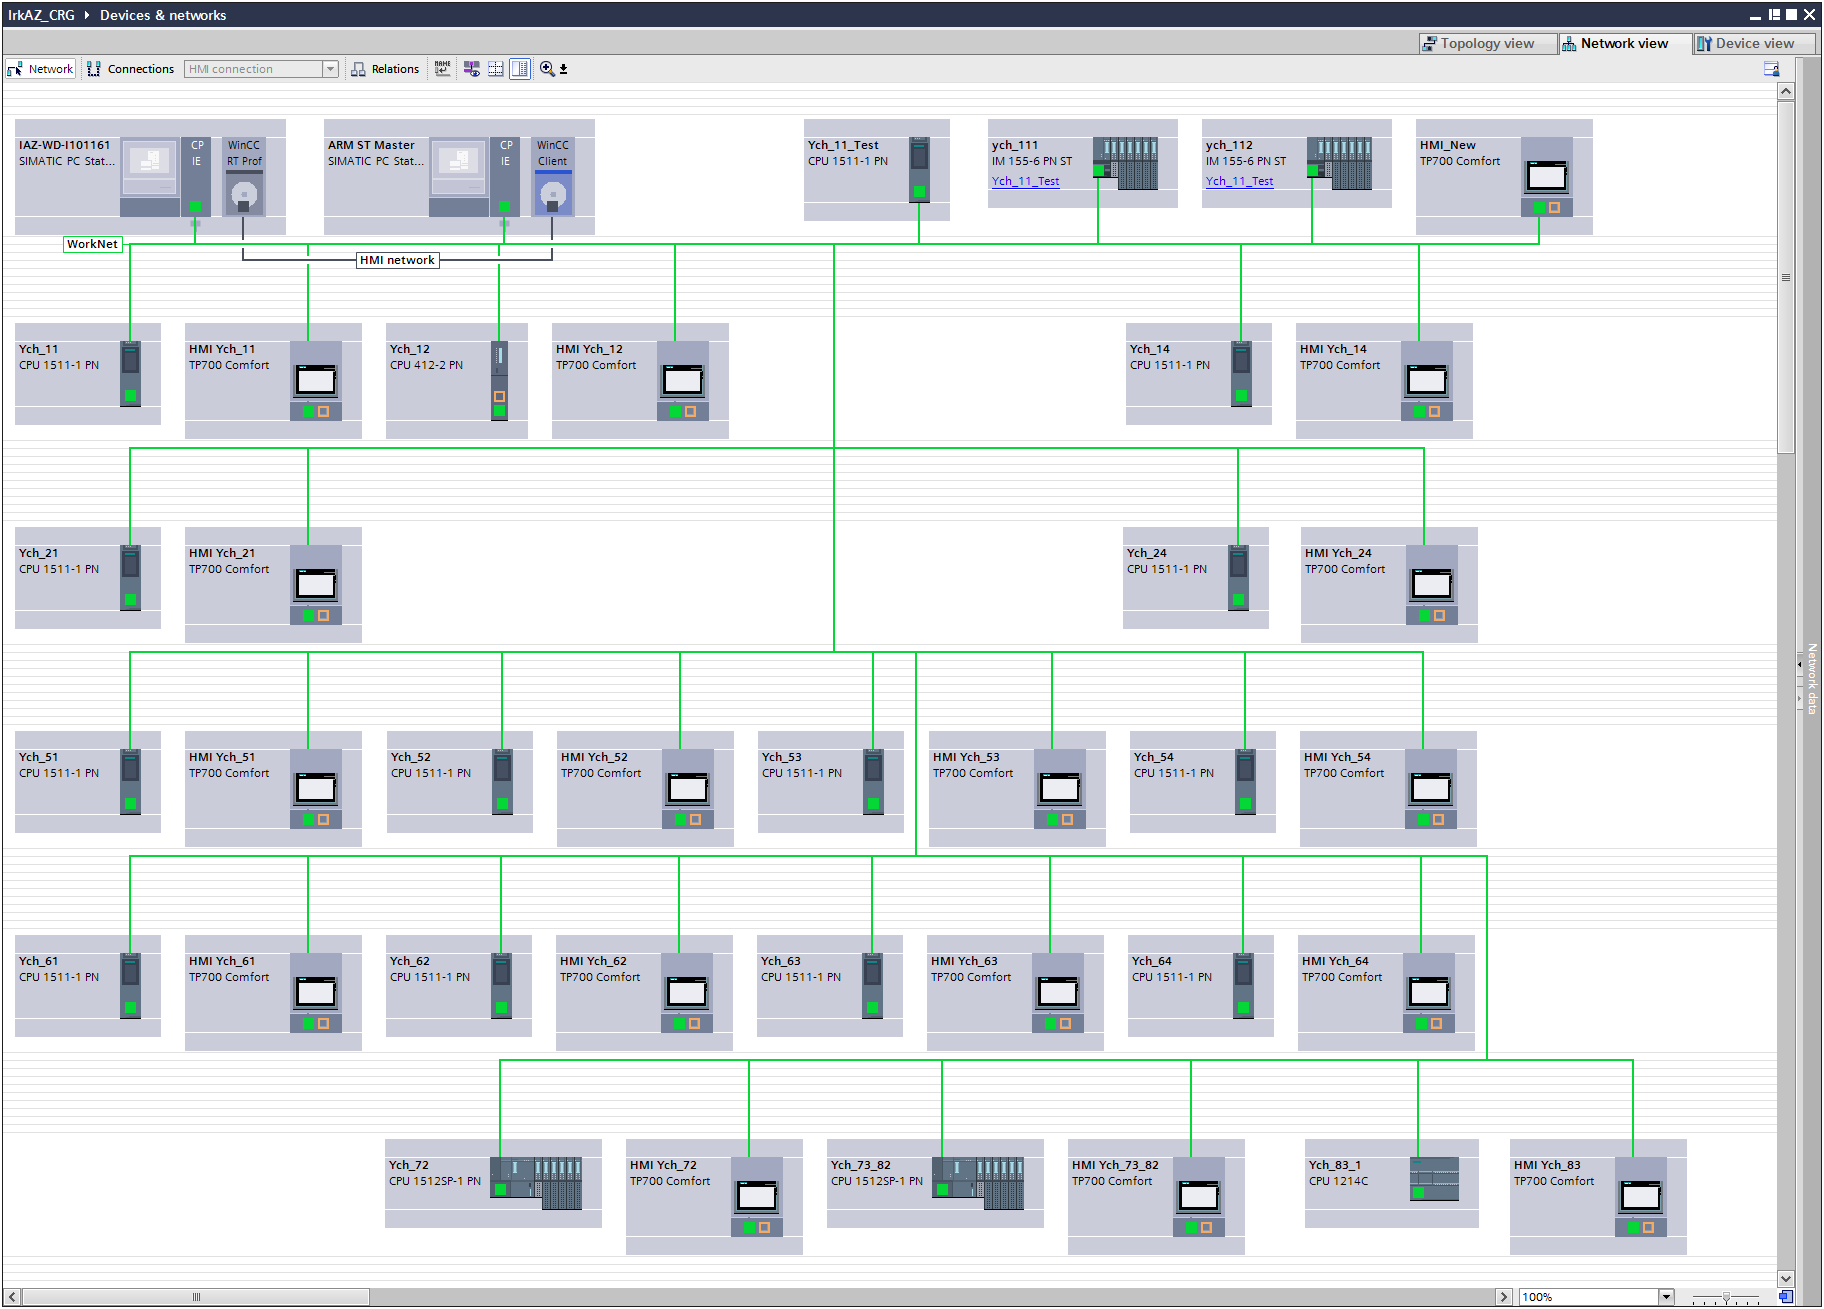 IrkAZ_CRG ▸ Devices & networks
Topology view
Network view
Device view
Network
Connections
HMI connection
Relations
NAME
IAZ-WD-I101161
SIMATIC PC Stat...
CP
IE
WinCC
RT Prof
ARM ST Master
SIMATIC PC Stat...
CP
IE
WinCC
Client
Ych_11_Test
CPU 1511-1 PN
ych_111
IM 155-6 PN ST
Ych_11_Test
ych_112
IM 155-6 PN ST
Ych_11_Test
HMI_New
TP700 Comfort
WorkNet
HMI network
Ych_11
CPU 1511-1 PN
HMI Ych_11
TP700 Comfort
Ych_12
CPU 412-2 PN
HMI Ych_12
TP700 Comfort
Ych_14
CPU 1511-1 PN
HMI Ych_14
TP700 Comfort
Ych_21
CPU 1511-1 PN
HMI Ych_21
TP700 Comfort
Ych_24
CPU 1511-1 PN
HMI Ych_24
TP700 Comfort
Network data
Ych_51
CPU 1511-1 PN
HMI Ych_51
TP700 Comfort
Ych_52
CPU 1511-1 PN
HMI Ych_52
TP700 Comfort
Ych_53
CPU 1511-1 PN
HMI Ych_53
TP700 Comfort
Ych_54
CPU 1511-1 PN
HMI Ych_54
TP700 Comfort
Ych_61
CPU 1511-1 PN
HMI Ych_61
TP700 Comfort
Ych_62
CPU 1511-1 PN
HMI Ych_62
TP700 Comfort
Ych_63
CPU 1511-1 PN
HMI Ych_63
TP700 Comfort
Ych_64
CPU 1511-1 PN
HMI Ych_64
TP700 Comfort
Ych_72
CPU 1512SP-1 PN
HMI Ych_72
TP700 Comfort
Ych_73_82
CPU 1512SP-1 PN
HMI Ych_73_82
TP700 Comfort
Ych_83_1
CPU 1214C
HMI Ych_83
TP700 Comfort
100%